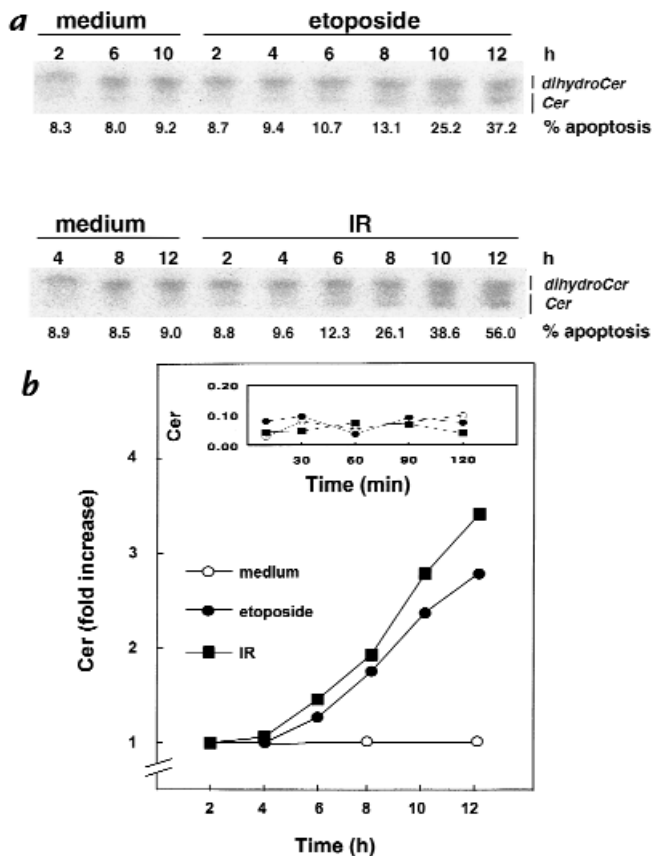 a
medium etoposide
2 6 10 2 4 6 8 10 12 h
dihydroCer
Cer
8.3 8.0 9.2 8.7 9.4 10.7 13.1 25.2 37.2 % apoptosis
medium IR
4 8 12 2 4 6 8 10 12 h
dihydroCer
Cer
8.9 8.5 9.0 8.8 9.6 12.3 26.1 38.6 56.0 % apoptosis
b
Cer
0.20
0.10
0.00
30 60 90 120
Time (min)
Cer (fold increase)
4
3
2
1
medium
etoposide
IR
2 4 6 8 10 12
Time (h)